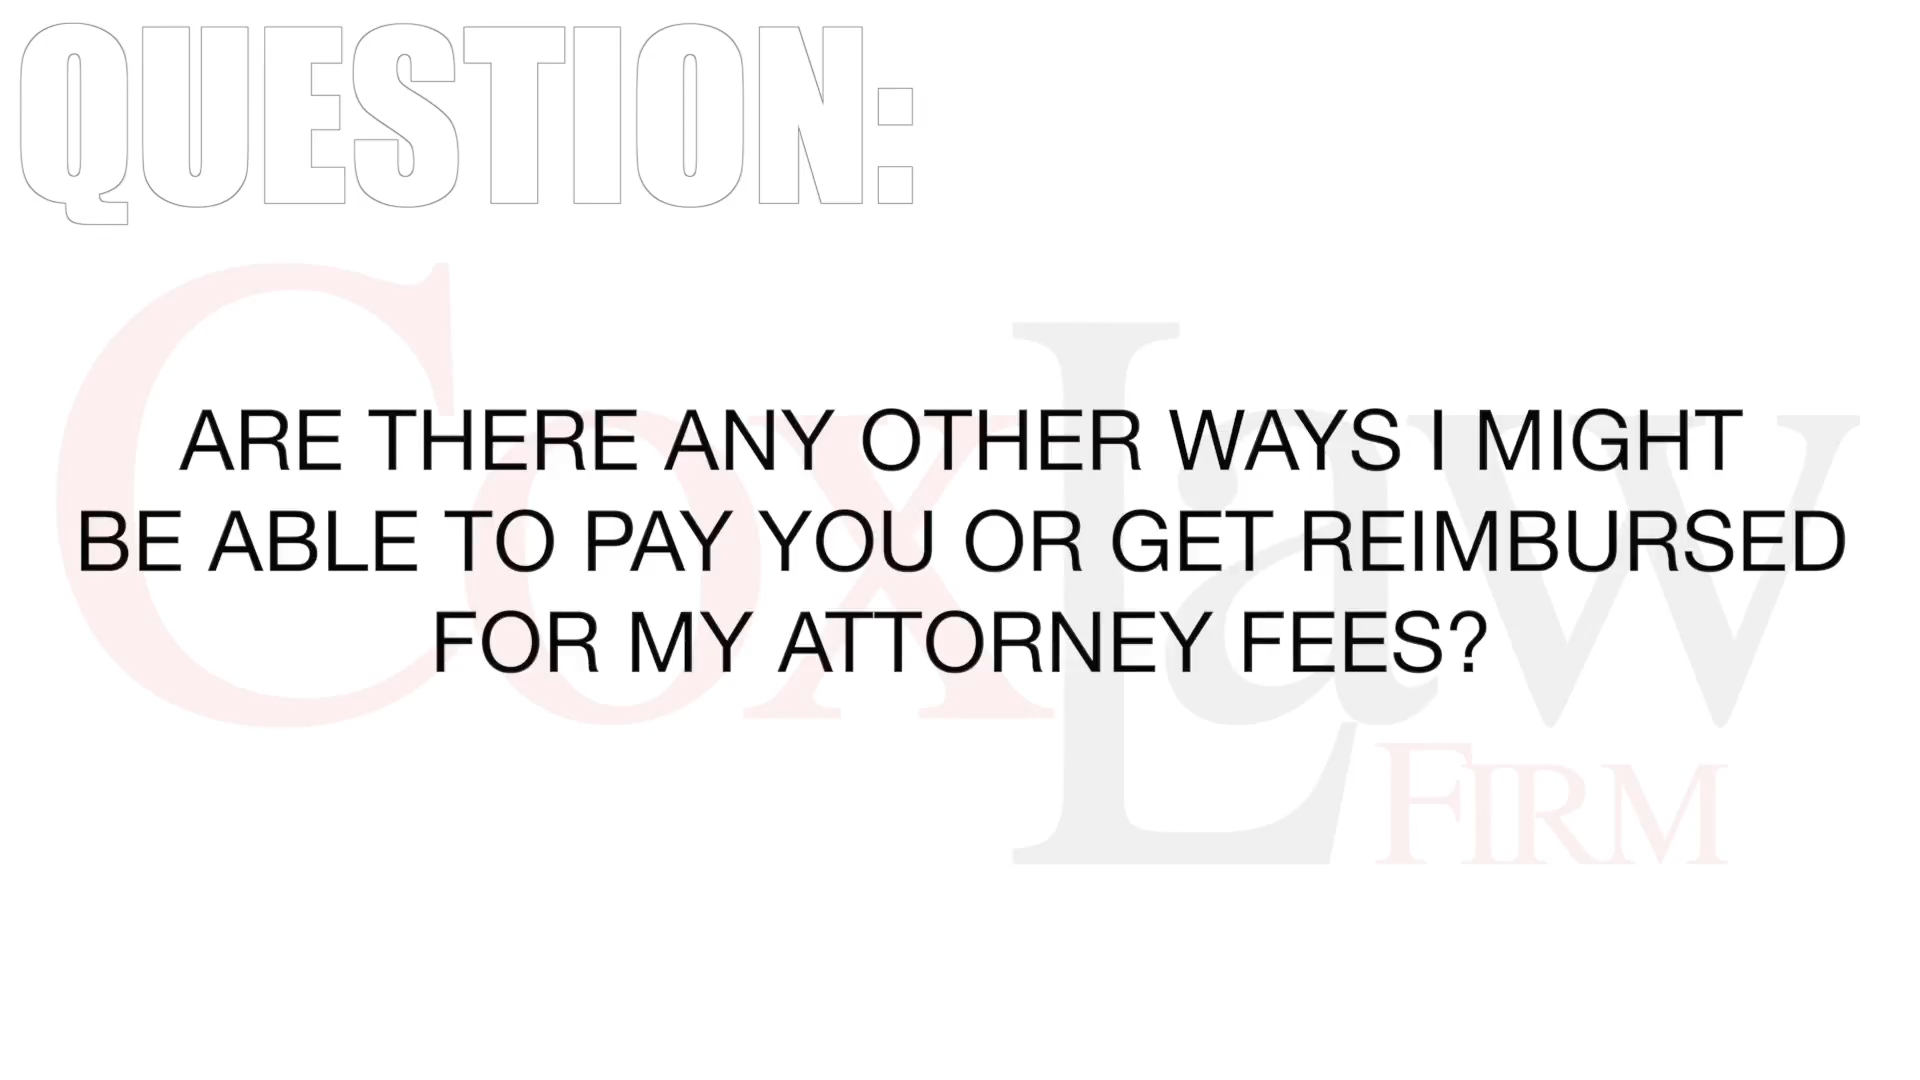 QUESTION:
ARE THERE ANY OTHER WAYS I MIGHT
BE ABLE TO PAY YOU OR GET REIMBURSED
FOR MY ATTORNEY FEES?
Cox Law
FIRM